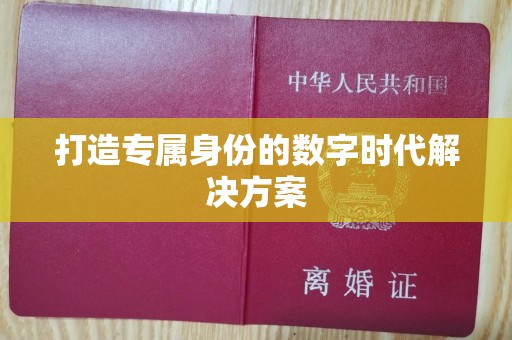 中华人民共和国
打造专属身份的数字时代解
决方案
离婚证